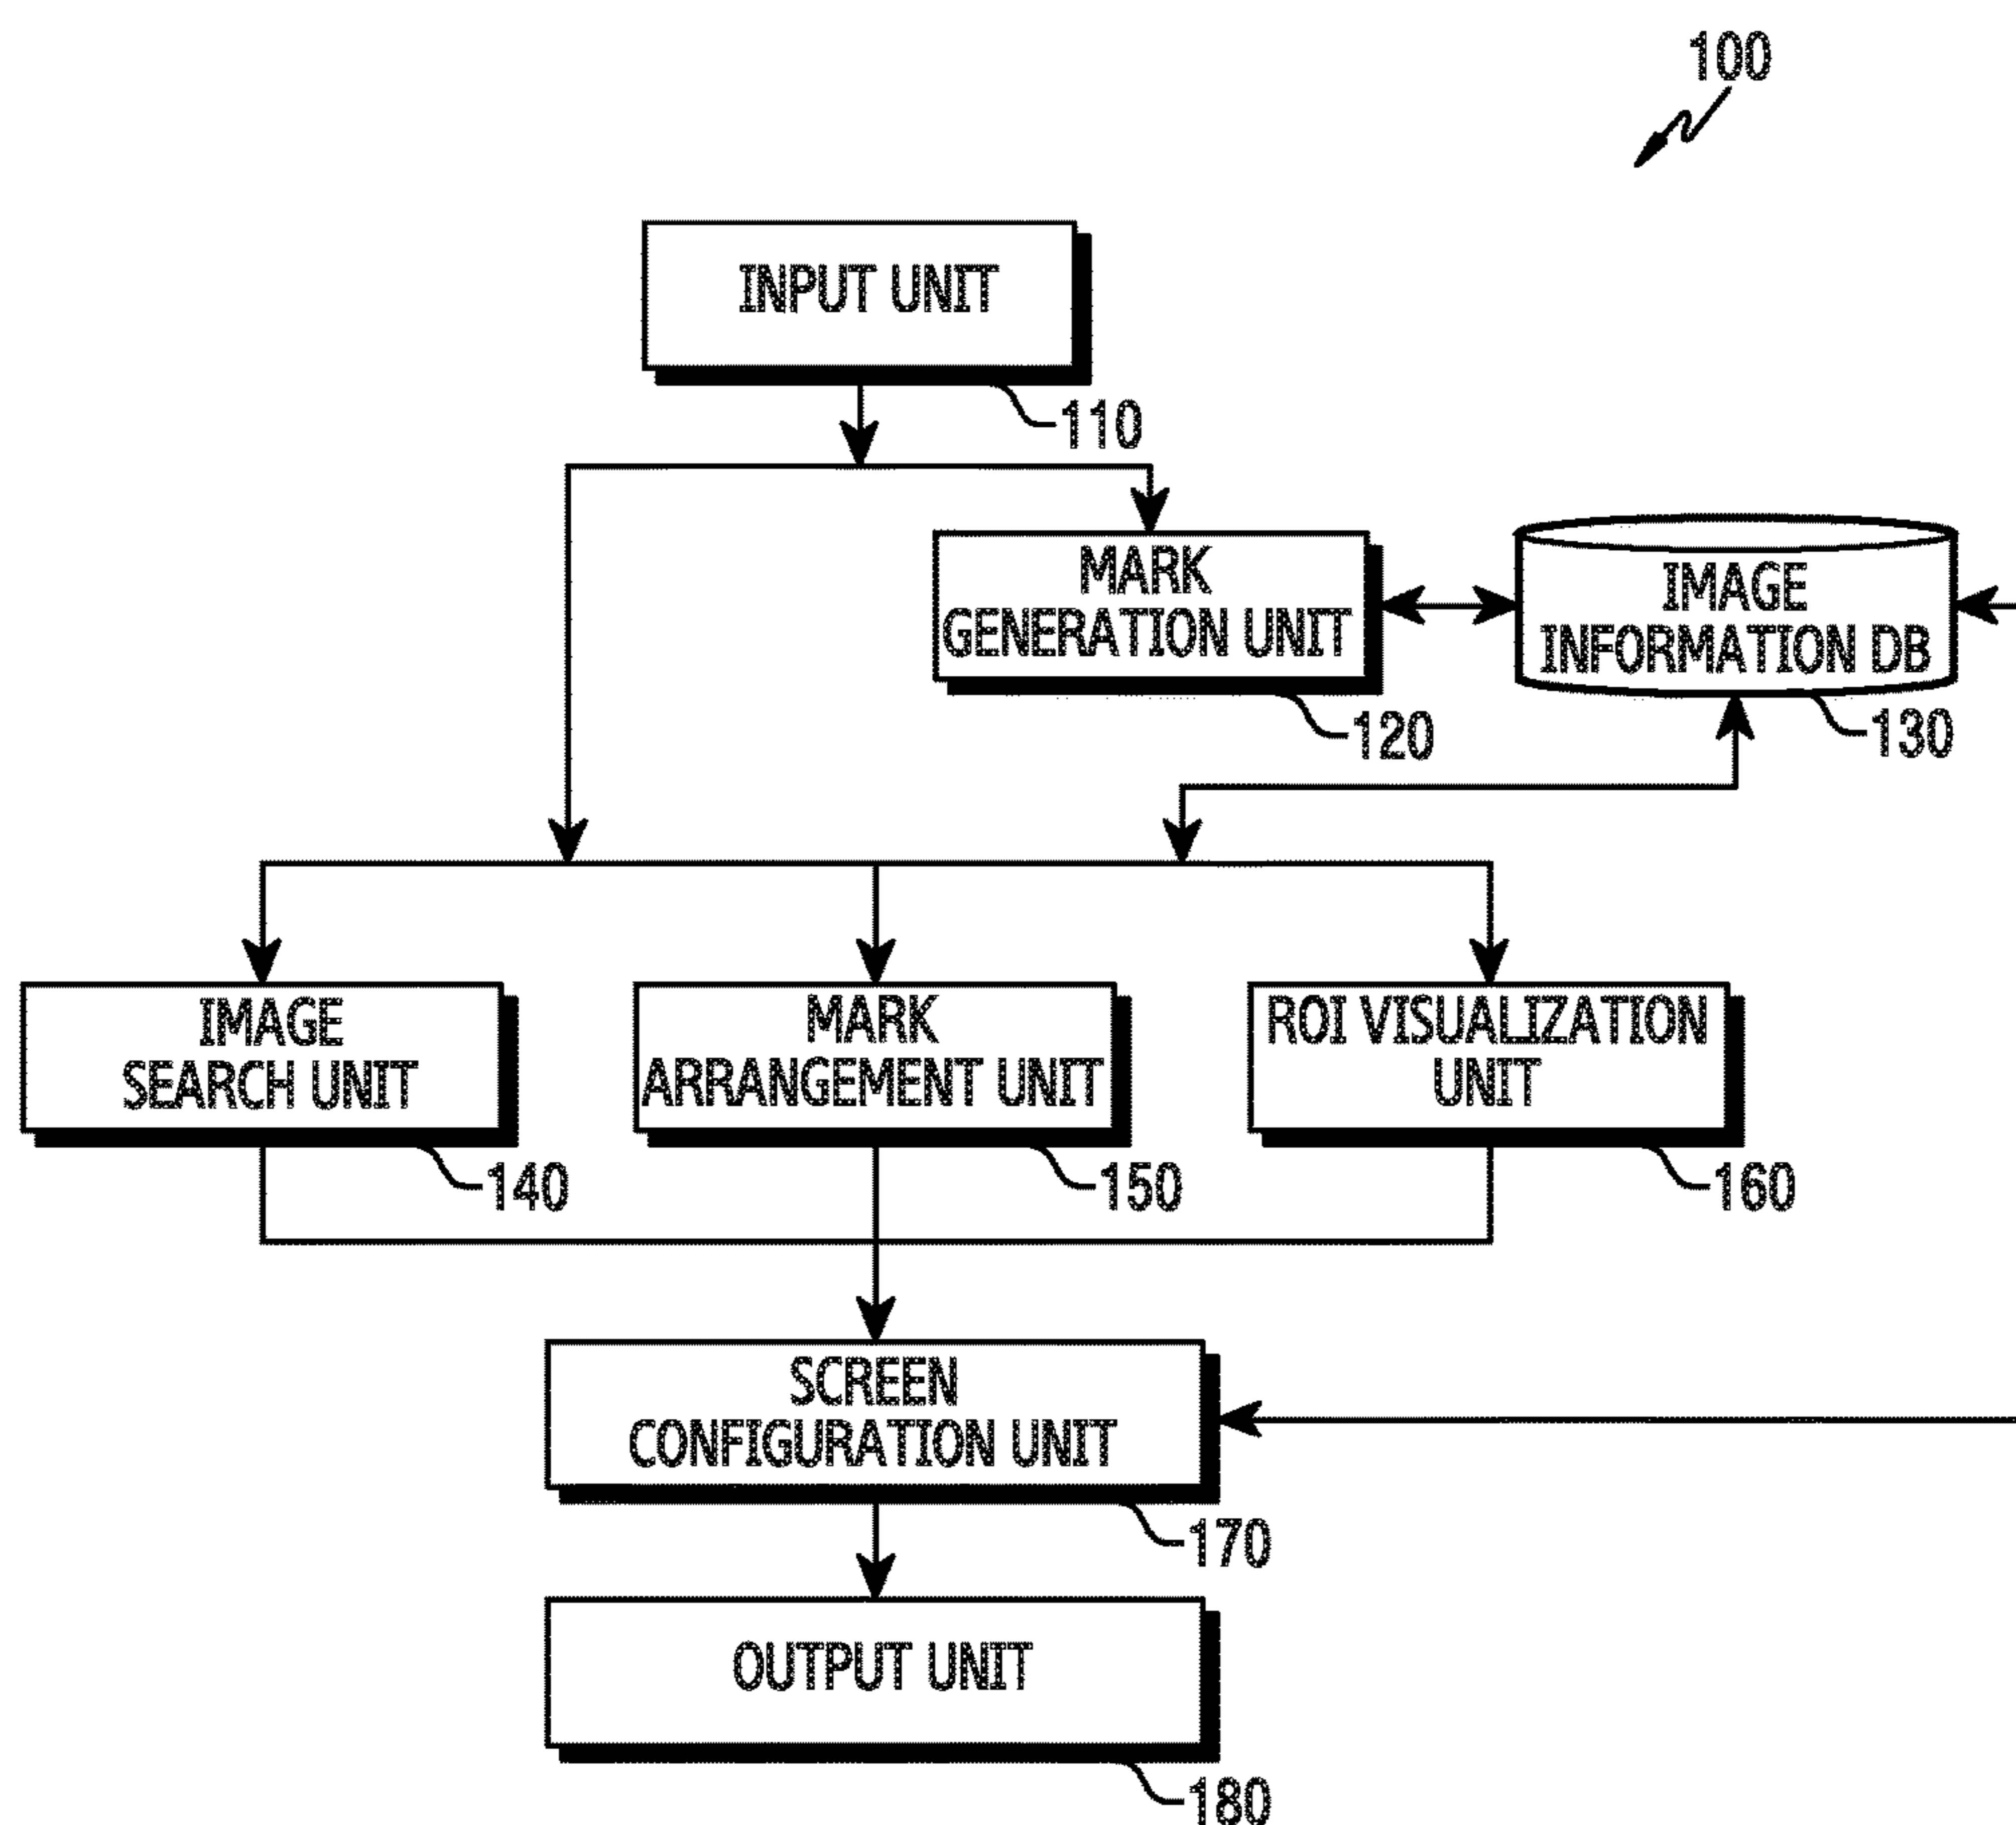 100
INPUT UNIT
110
MARK
GENERATION UNIT
120
IMAGE
INFORMATION DB
130
IMAGE
SEARCH UNIT
140
MARK
ARRANGEMENT UNIT
150
ROI VISUALIZATION
UNIT
160
SCREEN
CONFIGURATION UNIT
170
OUTPUT UNIT
180